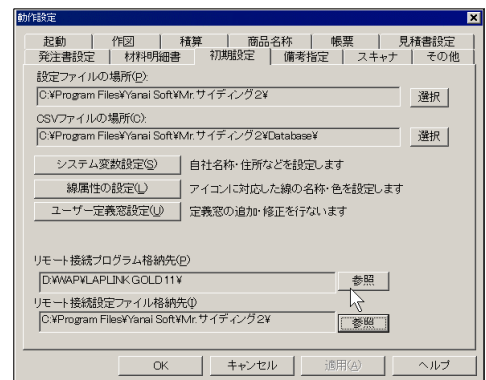 動作設定
起動 作図 積算 商品名称 帳票 見積書設定
発注書設定 材料明細書 初期設定 備考指定 スキャナ その他
設定ファイルの場所(P):
C:¥Program Files¥Yanai Soft¥Mr.サイディング2¥ 選択
CSVファイルの場所(C):
C:¥Program Files¥Yanai Soft¥Mr.サイディング2¥Database¥ 選択
システム変数設定(S) 自社名称・住所などを設定します
線属性の設定(L) アイコンに対応した線の名称・色を設定します
ユーザー定義窓設定(U) 定義窓の追加・修正を行ないます
リモート接続プログラム格納先(P)
D:¥WAP¥LAPLINK GOLD 11¥ 参照
リモート接続設定ファイル格納先(I)
C:¥Program Files¥Yanai Soft¥Mr.サイディング2¥ 参照
OK キャンセル 適用(A) ヘルプ